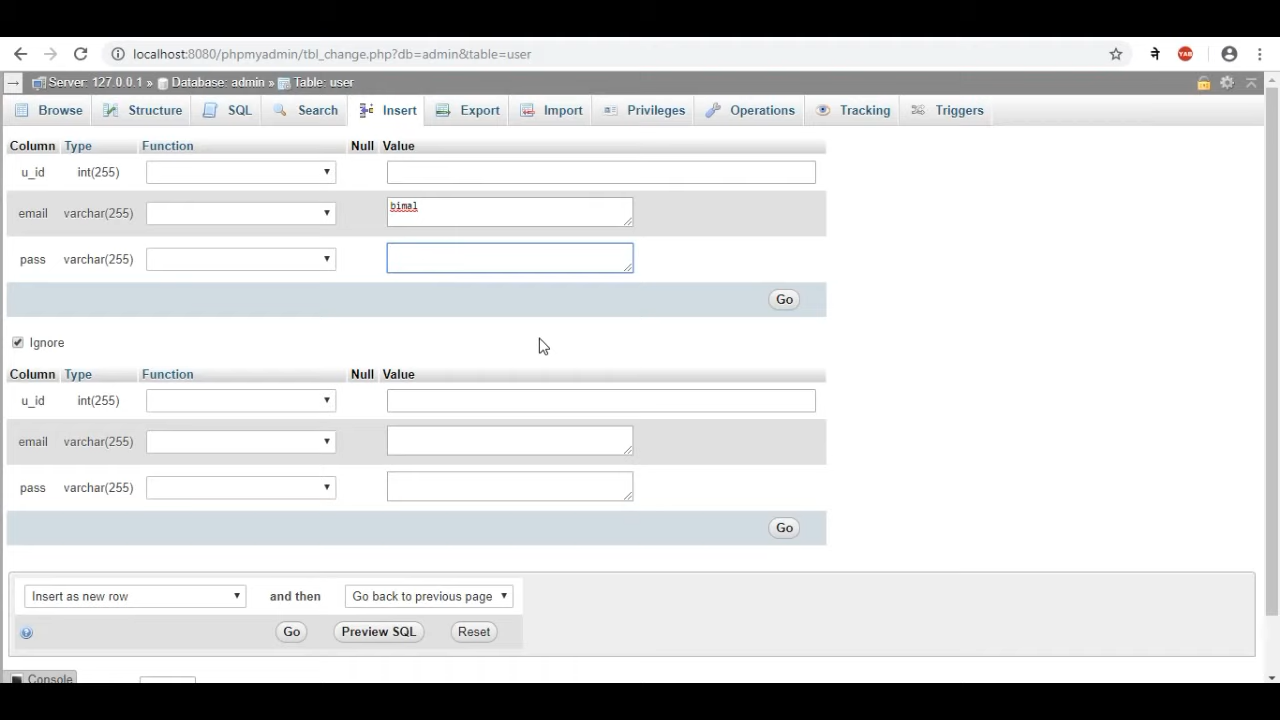 localhost:8080/phpmyadmin/tbl_change.php?db=admin&table=user ने YAB
Server: 127.0.0.1 » Database: admin » Table: user
Browse Structure SQL Search Insert Export Import Privileges Operations Tracking Triggers
Column Type Function Null Value
u_id int(255)
email varchar(255) bimal
pass varchar(255)
Go
Ignore
Column Type Function Null Value
u_id int(255)
email varchar(255)
pass varchar(255)
Go
Insert as new row and then Go back to previous page
Go Preview SQL Reset
Console